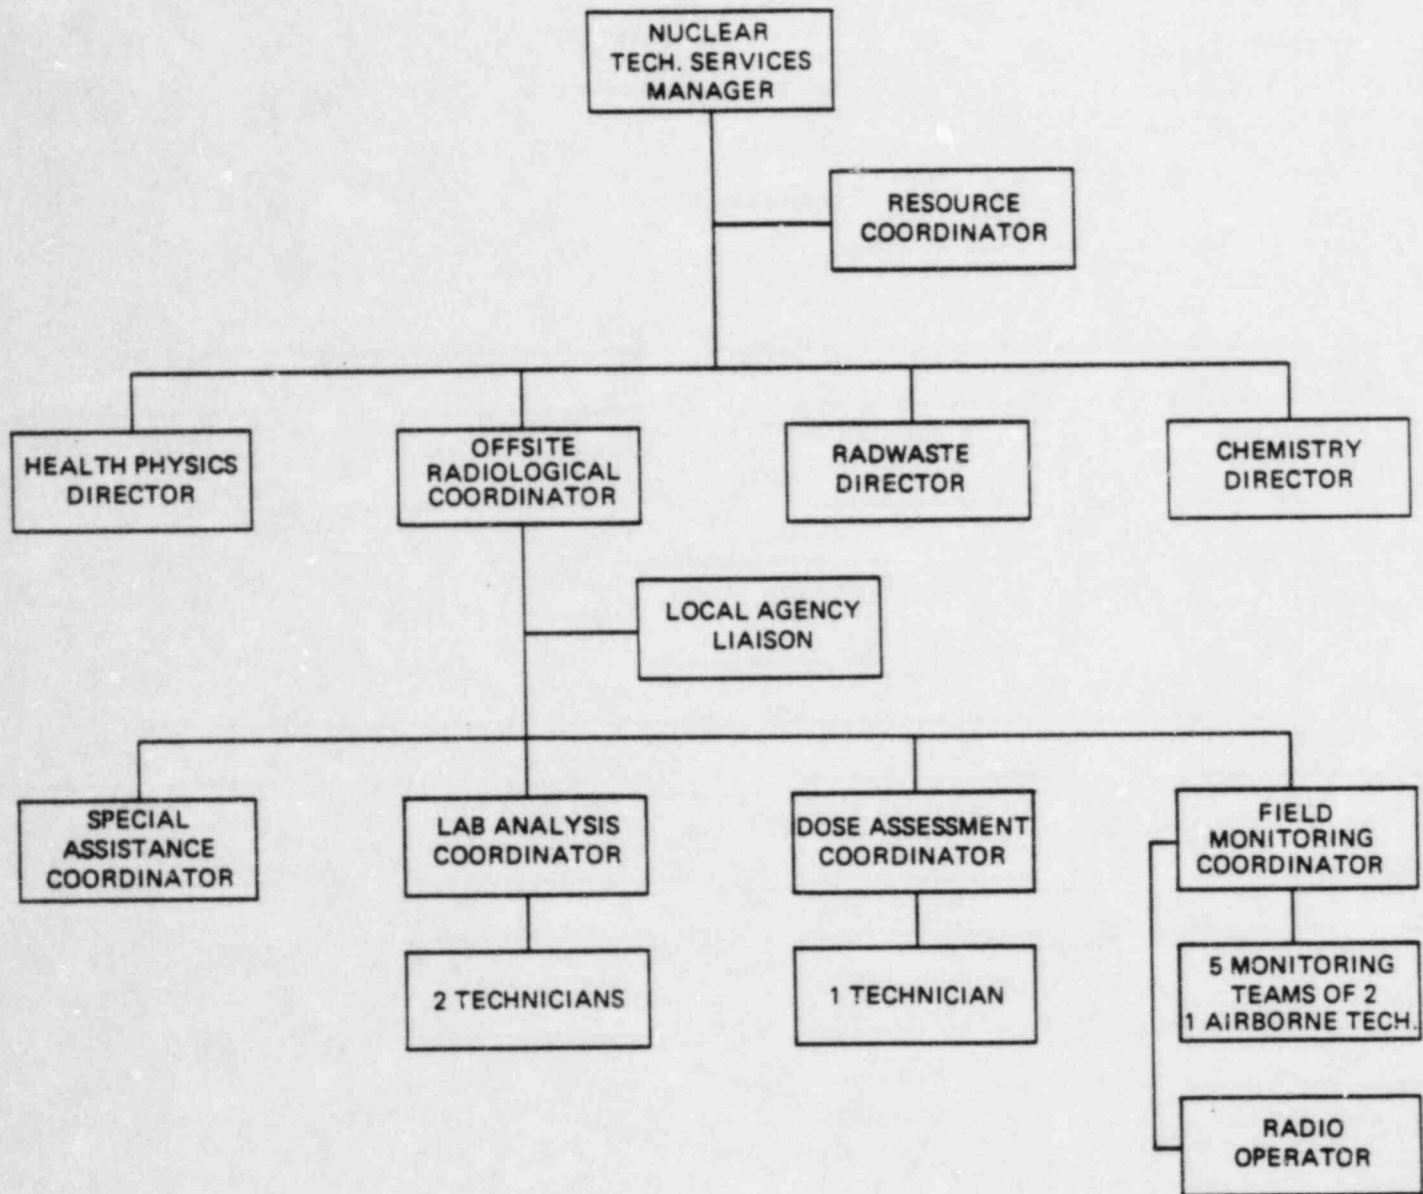 NUCLEAR
TECH. SERVICES
MANAGER
RESOURCE
COORDINATOR
HEALTH PHYSICS
DIRECTOR
OFFSITE
RADIOLOGICAL
COORDINATOR
RADWASTE
DIRECTOR
CHEMISTRY
DIRECTOR
LOCAL AGENCY
LIAISON
SPECIAL
ASSISTANCE
COORDINATOR
LAB ANALYSIS
COORDINATOR
DOSE ASSESSMENT
COORDINATOR
FIELD
MONITORING
COORDINATOR
2 TECHNICIANS
1 TECHNICIAN
5 MONITORING
TEAMS OF 2
1 AIRBORNE TECH.
RADIO
OPERATOR